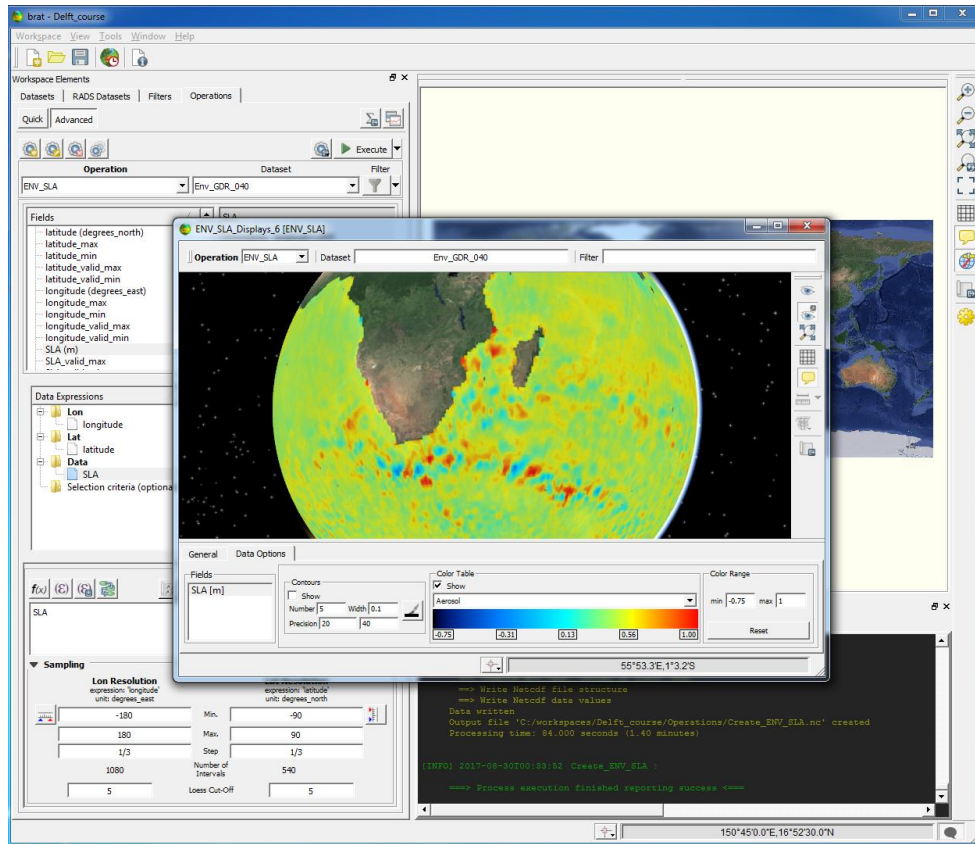 brat - Delft_course
Workspace View Tools Window Help
Workspace Elements
Datasets RADS Datasets Filters Operations
Quick Advanced
Execute
Operation Dataset Filter
ENV_SLA Env_GDR_040
Fields
latitude (degrees_north)
latitude_max
latitude_min
latitude_valid_max
latitude_valid_min
longitude (degrees_east)
longitude_max
longitude_min
longitude_valid_max
longitude_valid_min
SLA (m)
SLA_valid_max
Data Expressions
Lon
longitude
Lat
latitude
Data
SLA
Selection criteria (optiona
f(x) (ε)
SLA
Sampling
Lon Resolution
expression: 'longitude' expression: 'latitude'
unit: degrees_east unit: degrees_north
-180 Min. -90
180 Max. 90
1/3 Step 1/3
1080 Number of Intervals 540
5 Loess Cut-Off 5
ENV_SLA_Displays_6 [ENV_SLA]
Operation ENV_SLA Dataset Env_GDR_040 Filter
General Data Options
Fields
SLA [m]
Contours
Show
Number 5 Width 0.1
Precision 20 40
Color Table
Show
Aerosol
-0.75 -0.31 0.13 0.56 1.00
Color Range
min -0.75 max 1
Reset
55°53.3'E,1°3.2'S
==> Write Netcdf file structure
==> Write Netcdf data values
Data written
Output file 'C:/workspaces/Delft_course/Operations/Create_ENV_SLA.nc' created
Processing time: 84.000 seconds (1.40 minutes)
[INFO] 2017-08-30T00:33:52 Create_ENV_SLA :
===> Process execution finished reporting success <===
150°45'0.0"E,16°52'30.0"N